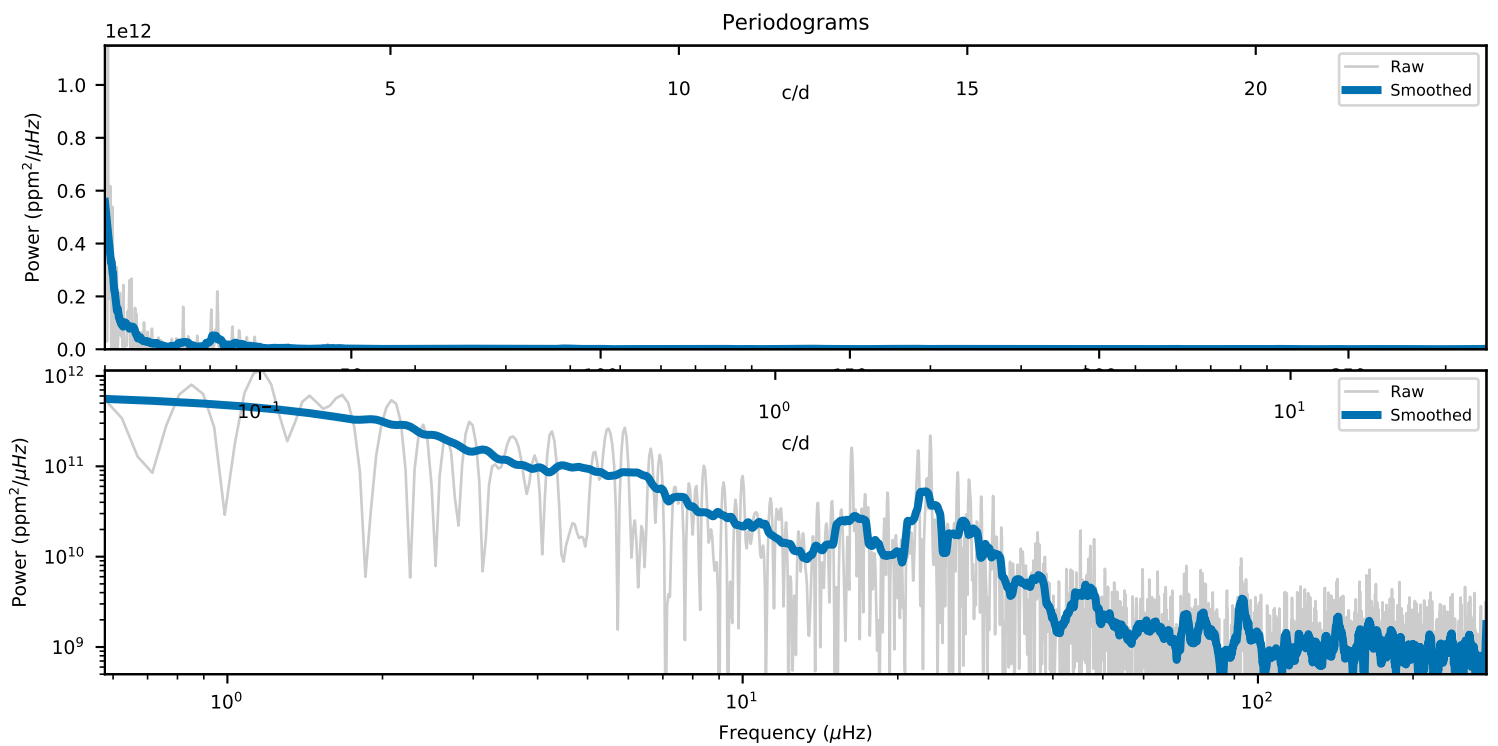 Periodograms
1e12
5 10 15 20
c/d
Raw
Smoothed
1.0
0.8
0.6
0.4
0.2
0.0
Power (ppm²/μHz)
Raw
Smoothed
10⁻¹ 10⁰ 10¹
c/d
10¹²
10¹¹
10¹⁰
10⁹
Power (ppm²/μHz)
10⁰ 10¹ 10²
Frequency (μHz)